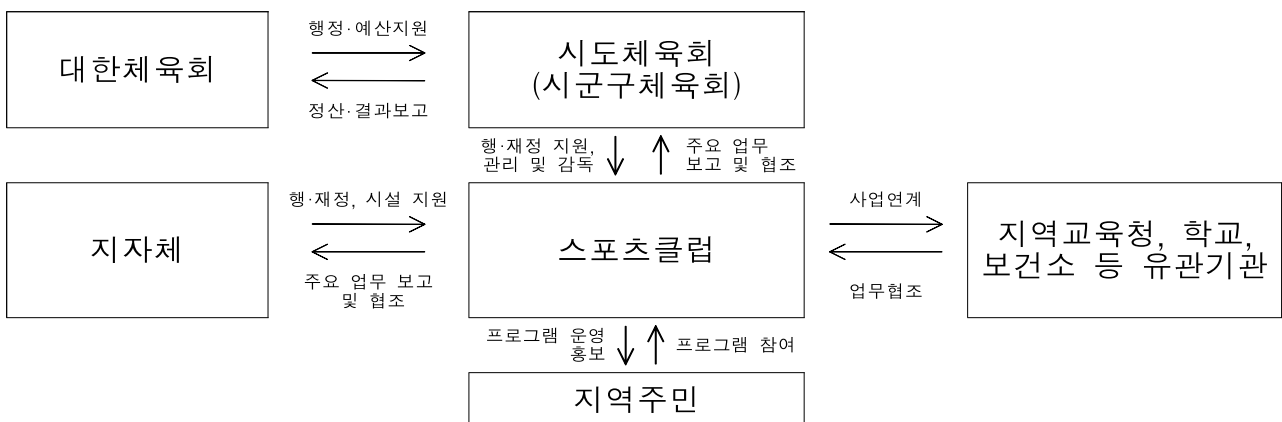 대한체육회
행정·예산지원
정산·결과보고
시도체육회
(시군구체육회)
행·재정 지원,
관리 및 감독
주요 업무
보고 및 협조
지자체
행·재정, 시설 지원
주요 업무 보고
및 협조
스포츠클럽
사업연계
업무협조
지역교육청, 학교,
보건소 등 유관기관
프로그램 운영
홍보
프로그램 참여
지역주민